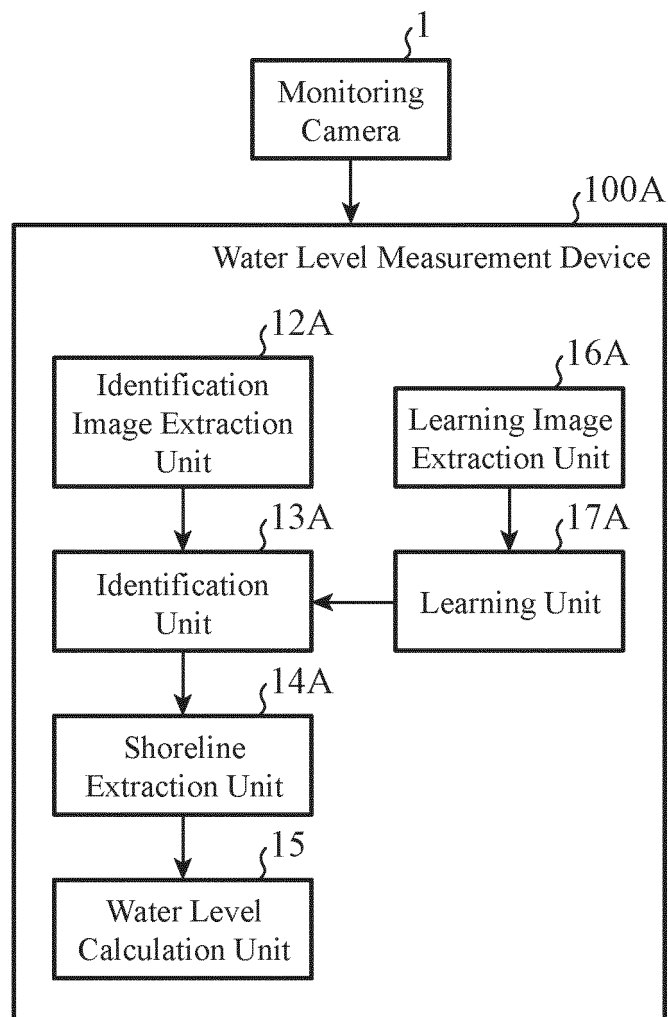 1
Monitoring
Camera
100A
Water Level Measurement Device
12A
Identification
Image Extraction
Unit
16A
Learning Image
Extraction Unit
13A
Identification
Unit
17A
Learning Unit
14A
Shoreline
Extraction Unit
15
Water Level
Calculation Unit